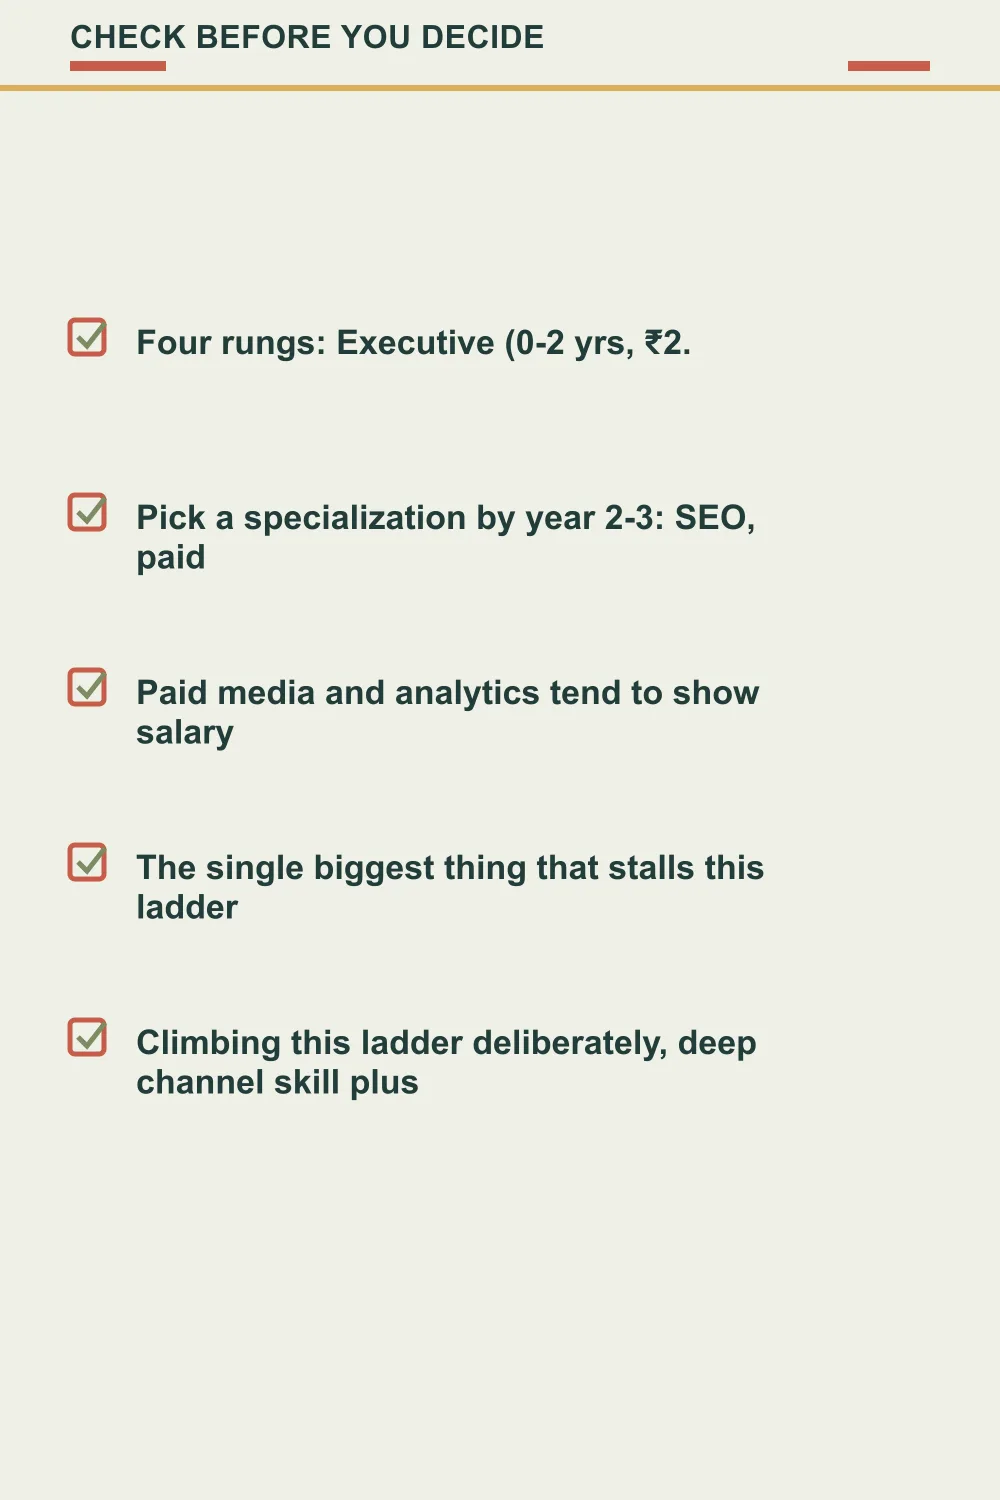 CHECK BEFORE YOU DECIDE
Four rungs: Executive (0-2 yrs, ₹2.
Pick a specialization by year 2-3: SEO,
paid
Paid media and analytics tend to show
salary
The single biggest thing that stalls this
ladder
Climbing this ladder deliberately, deep
channel skill plus